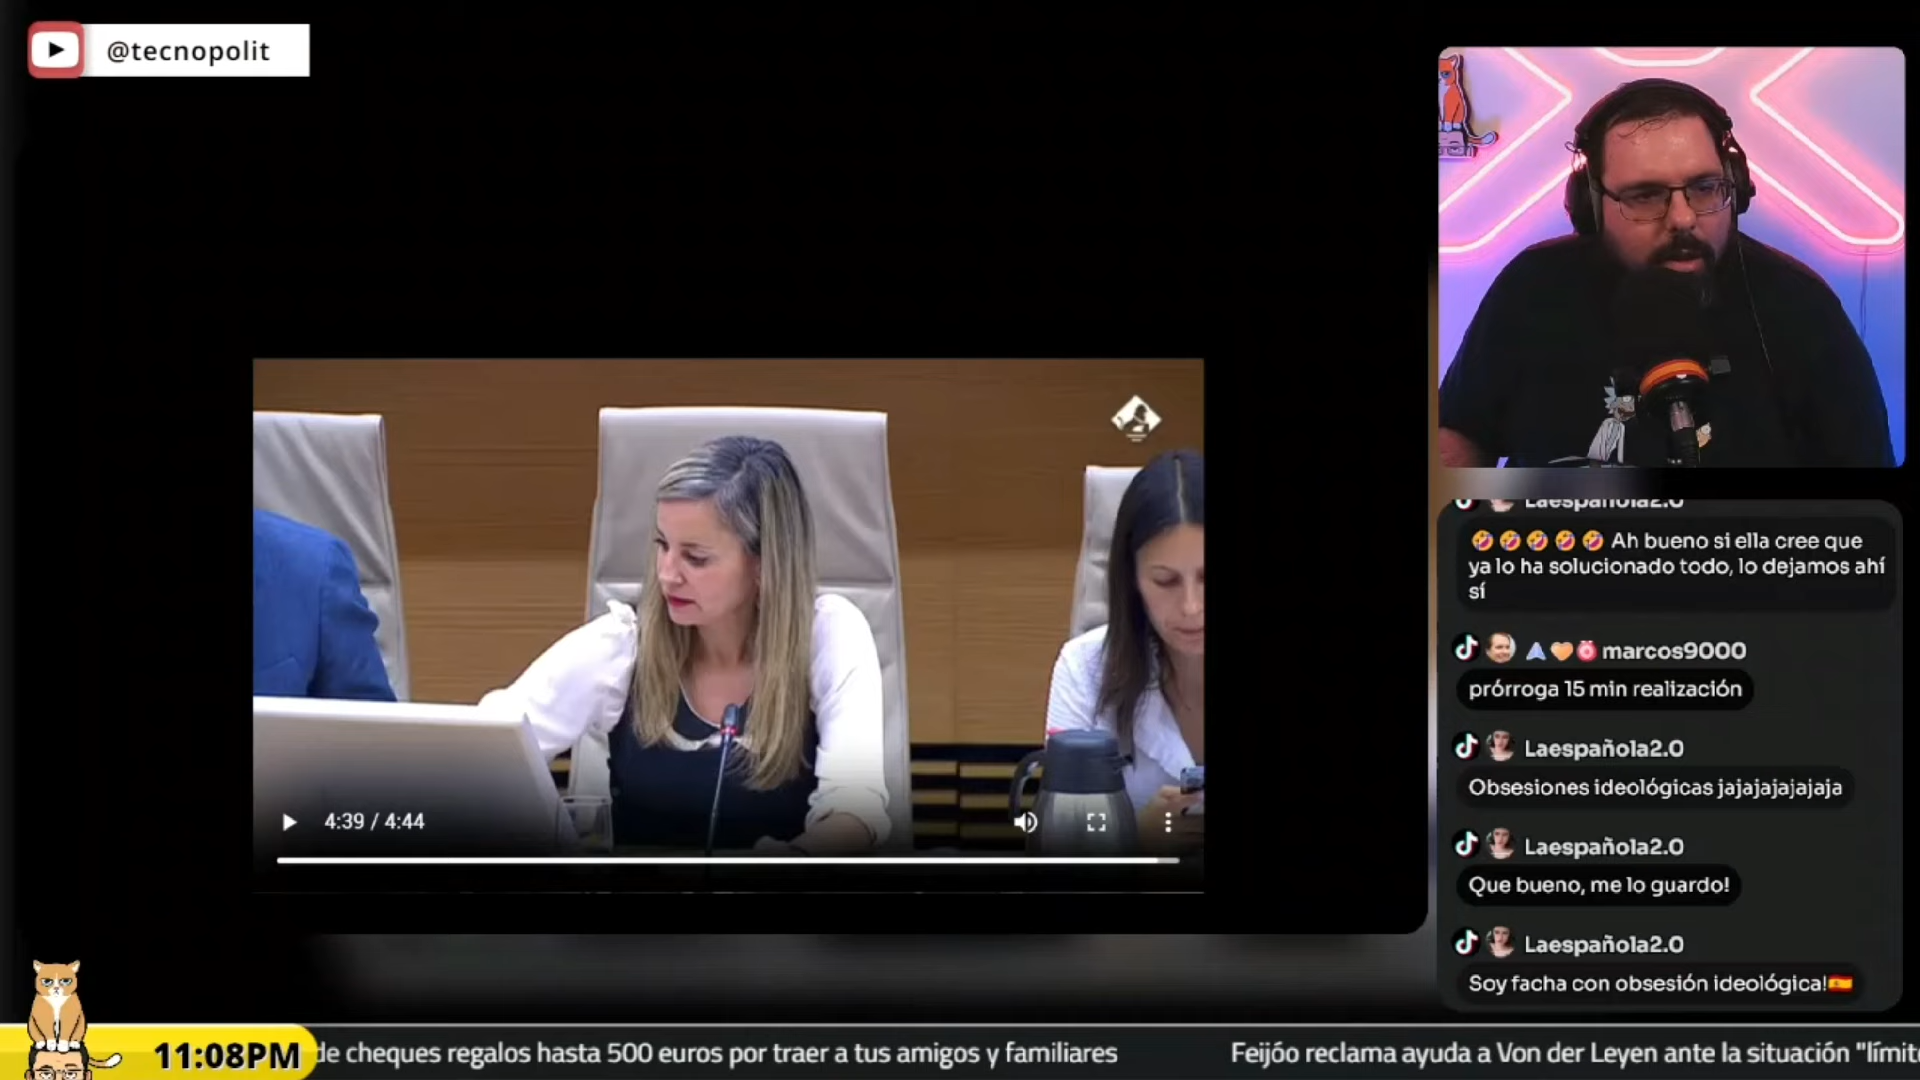 @tecnopolit
4:39 / 4:44
Laespañola2.0
🤣🤣🤣🤣🤣 Ah bueno si ella cree que
ya lo ha solucionado todo, lo dejamos ahí
sí
marcos9000
prórroga 15 min realización
Laespañola2.0
Obsesiones ideológicas jajajajajajaja
Laespañola2.0
Que bueno, me lo guardo!
Laespañola2.0
Soy facha con obsesión ideológica!🇪🇸
11:08PM
de cheques regalos hasta 500 euros por traer a tus amigos y familiares
Feijóo reclama ayuda a Von der Leyen ante la situación "límite